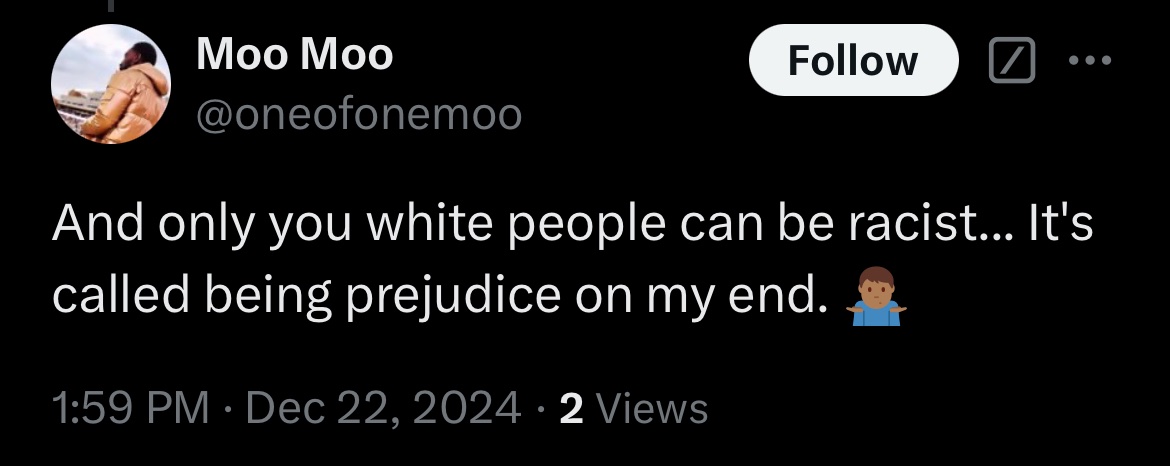 Moo Moo
Follow
@oneofonemoo
And only you white people can be racist... It's
called being prejudice on my end. 🤷🏾‍♂️
1:59 PM · Dec 22, 2024 · 2 Views